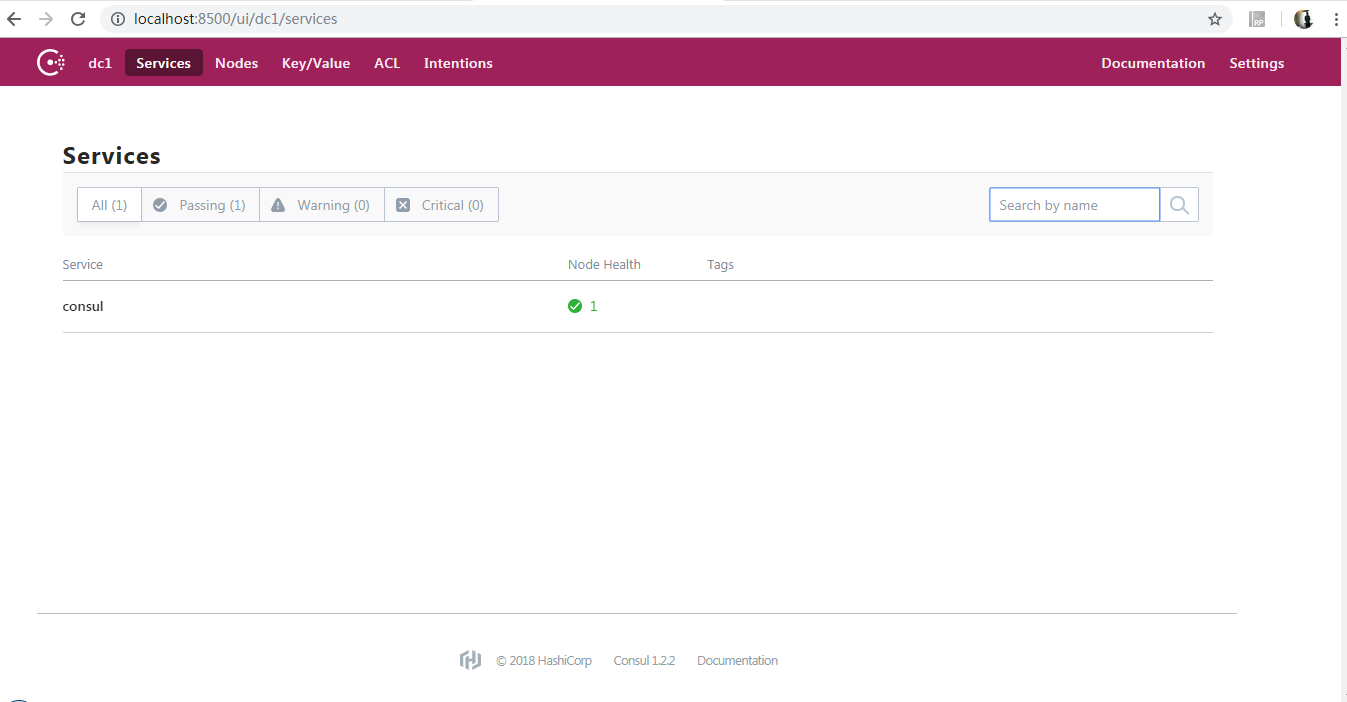 localhost:8500/ui/dc1/services
RP
dc1 Services Nodes Key/Value ACL Intentions Documentation Settings
Services
All (1) Passing (1) Warning (0) Critical (0) Search by name
Service Node Health Tags
consul 1
© 2018 HashiCorp Consul 1.2.2 Documentation